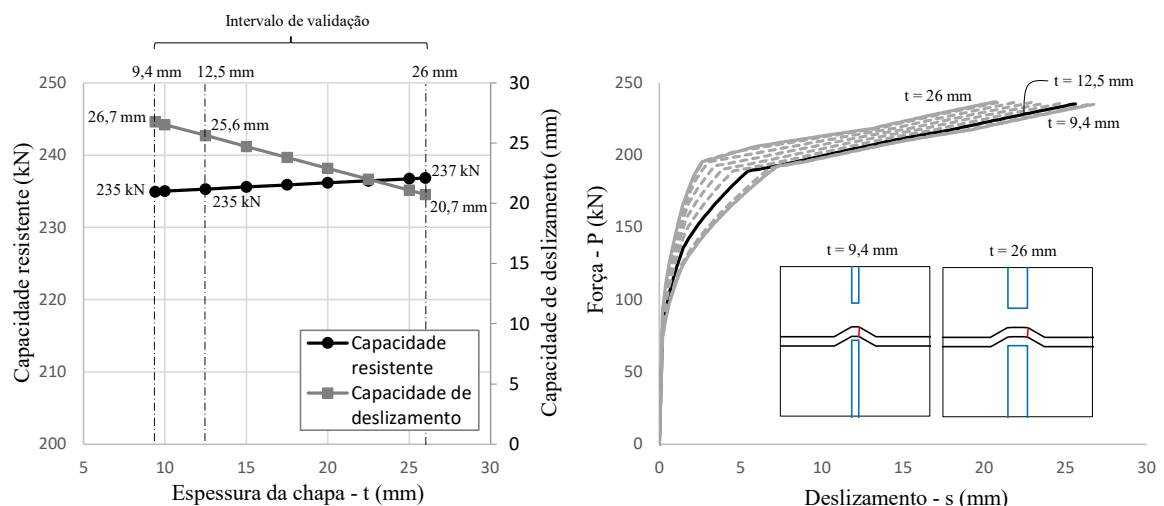 Intervalo de validação
9,4 mm
12,5 mm
26 mm
250
240
230
220
210
200
30
25
20
15
10
5
0
26,7 mm
25,6 mm
235 kN
235 kN
237 kN
20,7 mm
Capacidade
resistente
Capacidade de
deslizamento
5
10
15
20
25
30
Capacidade resistente (kN)
Capacidade de deslizamento (mm)
Espessura da chapa - t (mm)
250
200
150
100
50
0
t = 26 mm
t = 12,5 mm
t = 9,4 mm
t = 9,4 mm
t = 26 mm
0
5
10
15
20
25
30
Força - P (kN)
Deslizamento - s (mm)